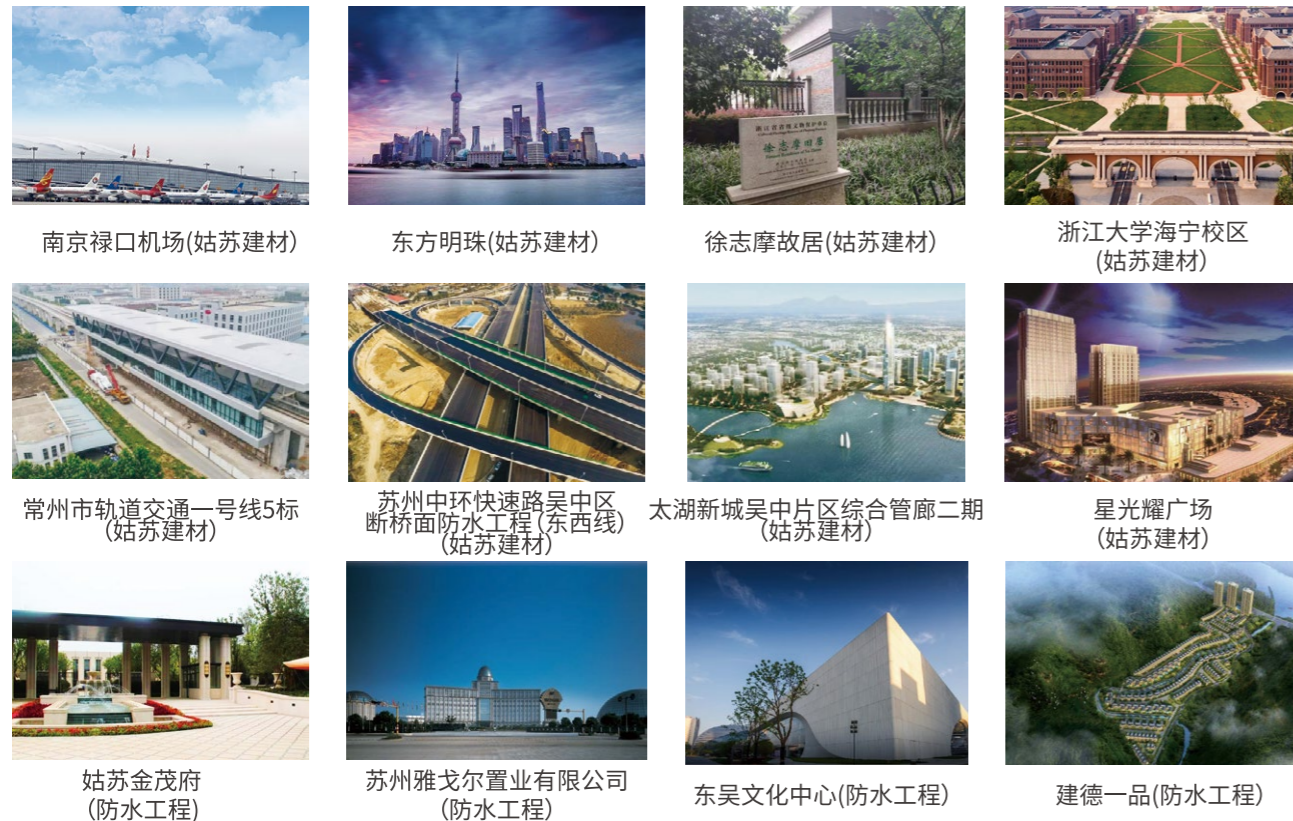 徐志摩旧居
南京禄口机场(姑苏建材)
东方明珠(姑苏建材)
徐志摩故居(姑苏建材)
浙江大学海宁校区
(姑苏建材)
常州市轨道交通一号线5标
(姑苏建材)
苏州中环快速路吴中区
断桥面防水工程(东西线)
(姑苏建材)
太湖新城吴中片区综合管廊二期
(姑苏建材)
星光耀广场
(姑苏建材)
姑苏金茂府
(防水工程)
苏州雅戈尔置业有限公司
(防水工程)
东吴文化中心(防水工程)
建德一品(防水工程)